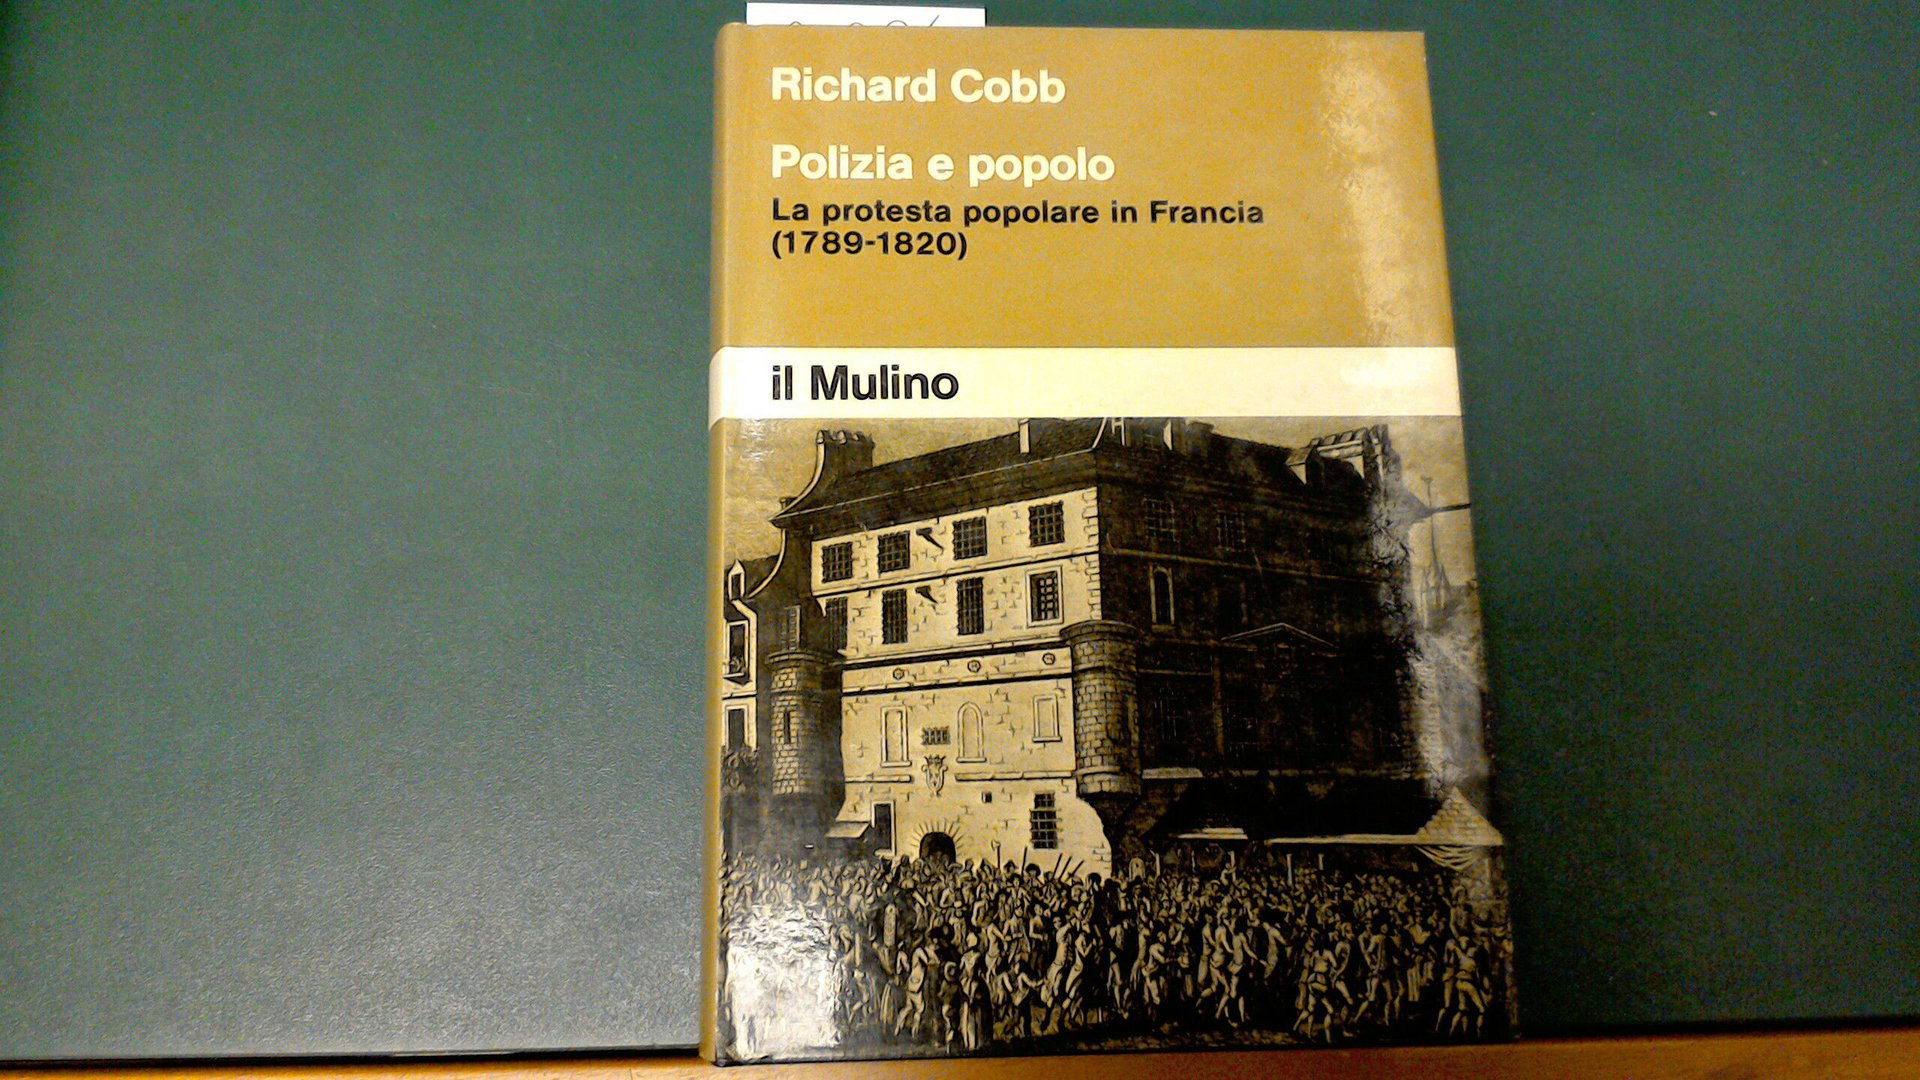 Richard Cobb
Polizia e popolo
La protesta popolare in Francia
(1789-1820)
il Mulino